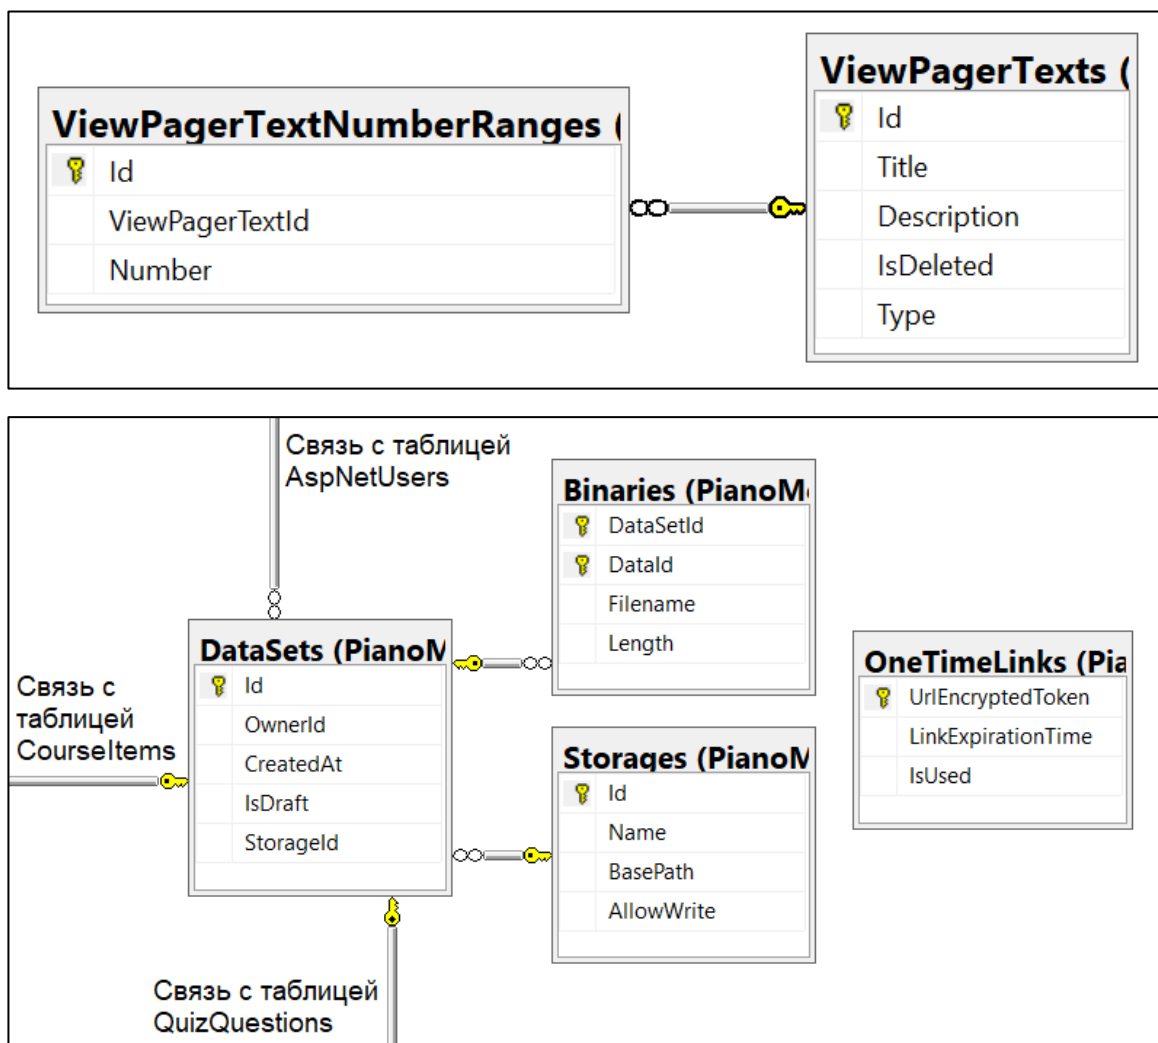 ViewPagerTextNumberRanges (
Id
ViewPagerTextId
Number
ViewPagerTexts (
Id
Title
Description
IsDeleted
Type
Связь с таблицей
AspNetUsers
Binaries (PianoM
DataSetId
DataId
Filename
Length
DataSets (PianoM
Id
OwnerId
CreatedAt
IsDraft
StorageId
Связь с
таблицей
CourseItems
Storages (PianoM
Id
Name
BasePath
AllowWrite
OneTimeLinks (Pia
UrlEncryptedToken
LinkExpirationTime
IsUsed
Связь с таблицей
QuizQuestions